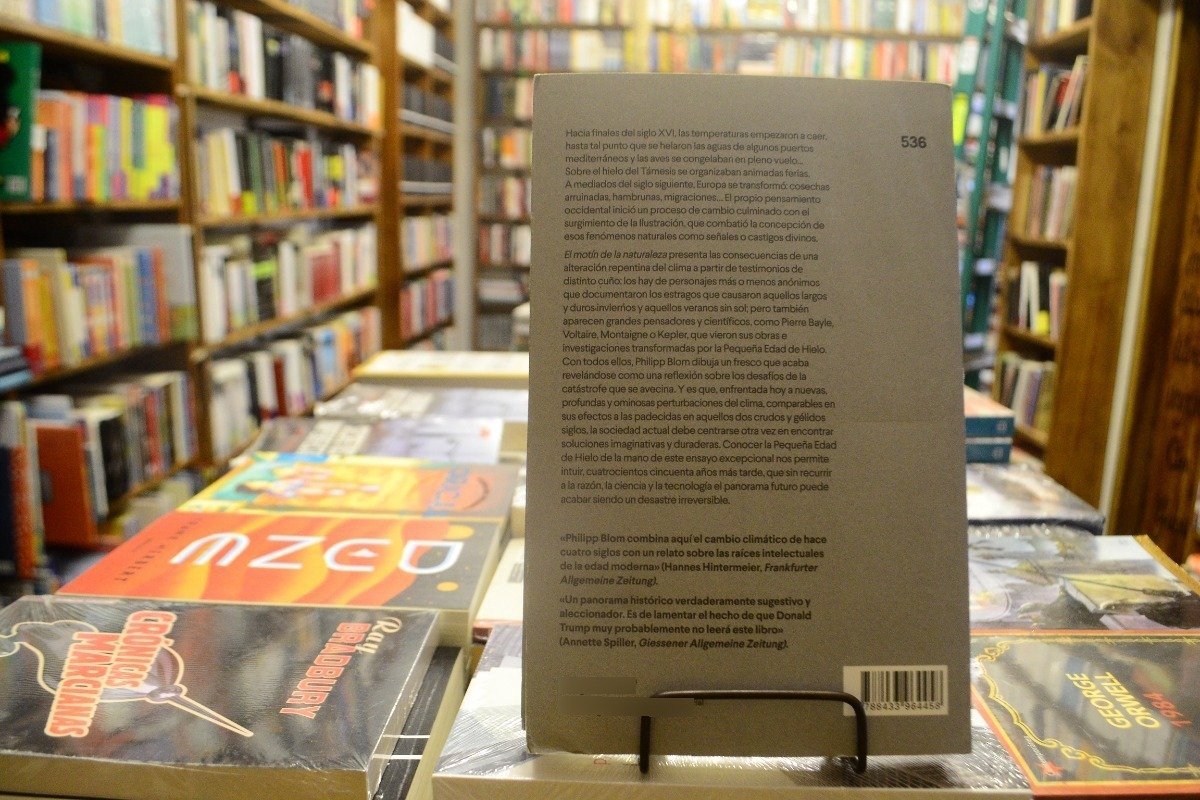 536
Hacia finales del siglo XVI, las temperaturas empezaron a caer,
hasta tal punto que se helaron las aguas de algunos puertos
mediterráneos y las aves se congelaban en pleno vuelo...
Sobre el hielo del Támesis se organizaban animadas ferias.
A mediados del siglo siguiente, Europa se transformó: cosechas
arruinadas, hambrunas, migraciones... El propio pensamiento
occidental inició un proceso de cambio culminado con el
surgimiento de la Ilustración, que combatió la concepción de
esos fenómenos naturales como señales o castigos divinos.
El motín de la naturaleza presenta las consecuencias de una
alteración repentina del clima a partir de testimonios de
distinto cuño: los hay de personajes más o menos anónimos
que documentaron los estragos que causaron aquellos largos
y duros inviernos y aquellos veranos sin sol; pero también
aparecen grandes pensadores y científicos, como Pierre Bayle,
Voltaire, Montaigne o Kepler, que vieron sus obras e
investigaciones transformadas por la Pequeña Edad de Hielo.
Con todos ellos, Philipp Blom dibuja un fresco que acaba
revelándose como una reflexión sobre los desafíos de la
catástrofe que se avecina. Y es que, enfrentada hoy a nuevas,
profundas y ominosas perturbaciones del clima, comparables en
sus efectos a las padecidas en aquellos dos crudos y gélidos
siglos, la sociedad actual debe centrarse otra vez en encontrar
soluciones imaginativas y duraderas. Conocer la Pequeña Edad
de Hielo de la mano de este ensayo excepcional nos permite
intuir, cuatrocientos cincuenta años más tarde, que sin recurrir
a la razón, la ciencia y la tecnología el panorama futuro puede
acabar siendo un desastre irreversible.
«Philipp Blom combina aquí el cambio climático de hace
cuatro siglos con un relato sobre las raíces intelectuales
de la edad moderna» (Hannes Hintermeier, Frankfurter
Allgemeine Zeitung).
«Un panorama histórico verdaderamente sugestivo y
aleccionador. Es de lamentar el hecho de que Donald
Trump muy probablemente no leerá este libro»
(Annette Spiller, Giessener Allgemeine Zeitung).
788433 964458
DUNE
FRANK HERBERT
Ray
BRADBURY
CRÓNICAS
MARCIANAS
GEORGE
ORWELL
1984